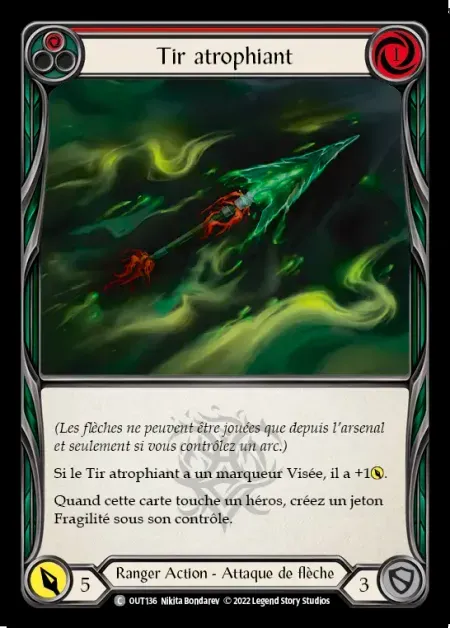 Tir atrophiant
1
(Les flèches ne peuvent être jouées que depuis l'arsenal
et seulement si vous contrôlez un arc.)
Si le Tir atrophiant a un marqueur Visée, il a +1.
Quand cette carte touche un héros, créez un jeton
Fragilité sous son contrôle.
5
Ranger Action - Attaque de flèche
3
C OUT136 Nikita Bondarev © 2022 Legend Story Studios